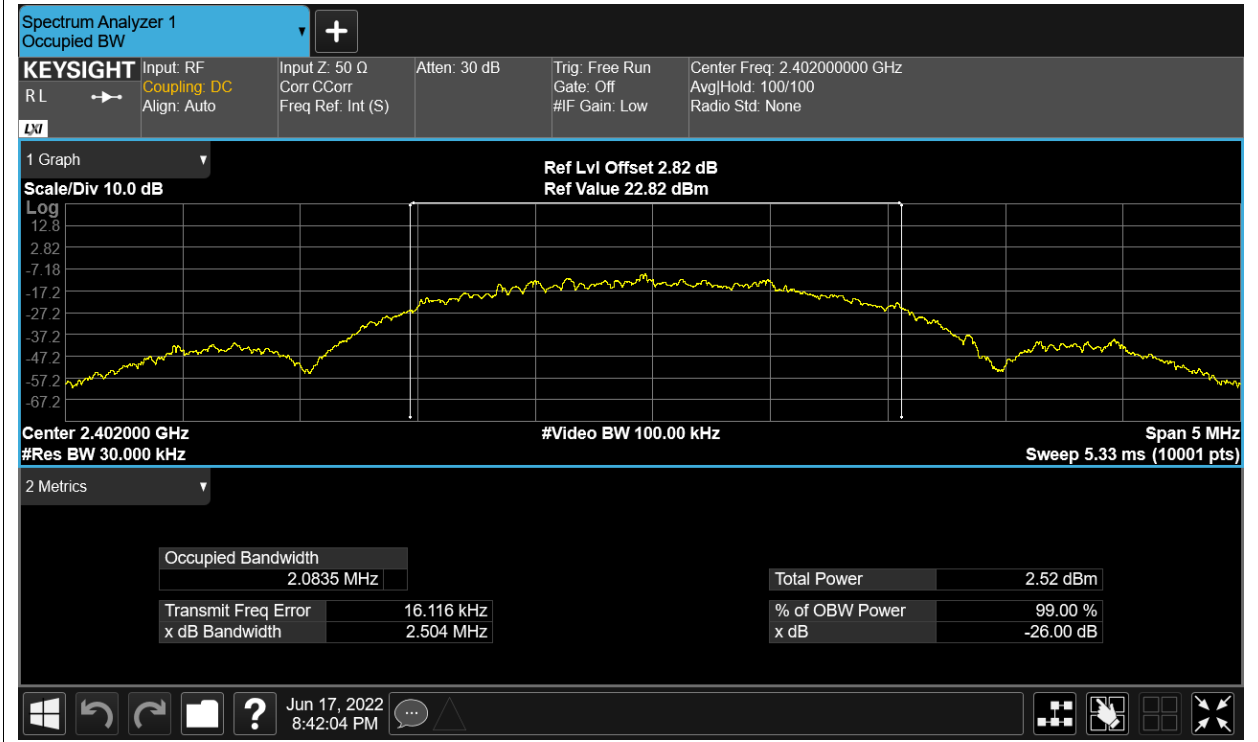 Spectrum Analyzer 1
Occupied BW
KEYSIGHT
R L
LXI
Input: RF
Coupling: DC
Align: Auto
Input Z: 50 Ω
Corr CCorr
Freq Ref: Int (S)
Atten: 30 dB
Trig: Free Run
Gate: Off
#IF Gain: Low
Center Freq: 2.402000000 GHz
Avg|Hold: 100/100
Radio Std: None
1 Graph
Scale/Div 10.0 dB
Ref Lvl Offset 2.82 dB
Ref Value 22.82 dBm
Log
12.8
2.82
-7.18
-17.2
-27.2
-37.2
-47.2
-57.2
-67.2
Center 2.402000 GHz
#Video BW 100.00 kHz
Span 5 MHz
#Res BW 30.000 kHz
Sweep 5.33 ms (10001 pts)
2 Metrics
Occupied Bandwidth
2.0835 MHz
Total Power 2.52 dBm
Transmit Freq Error 16.116 kHz
% of OBW Power 99.00 %
x dB Bandwidth 2.504 MHz
x dB -26.00 dB
?
Jun 17, 2022
8:42:04 PM